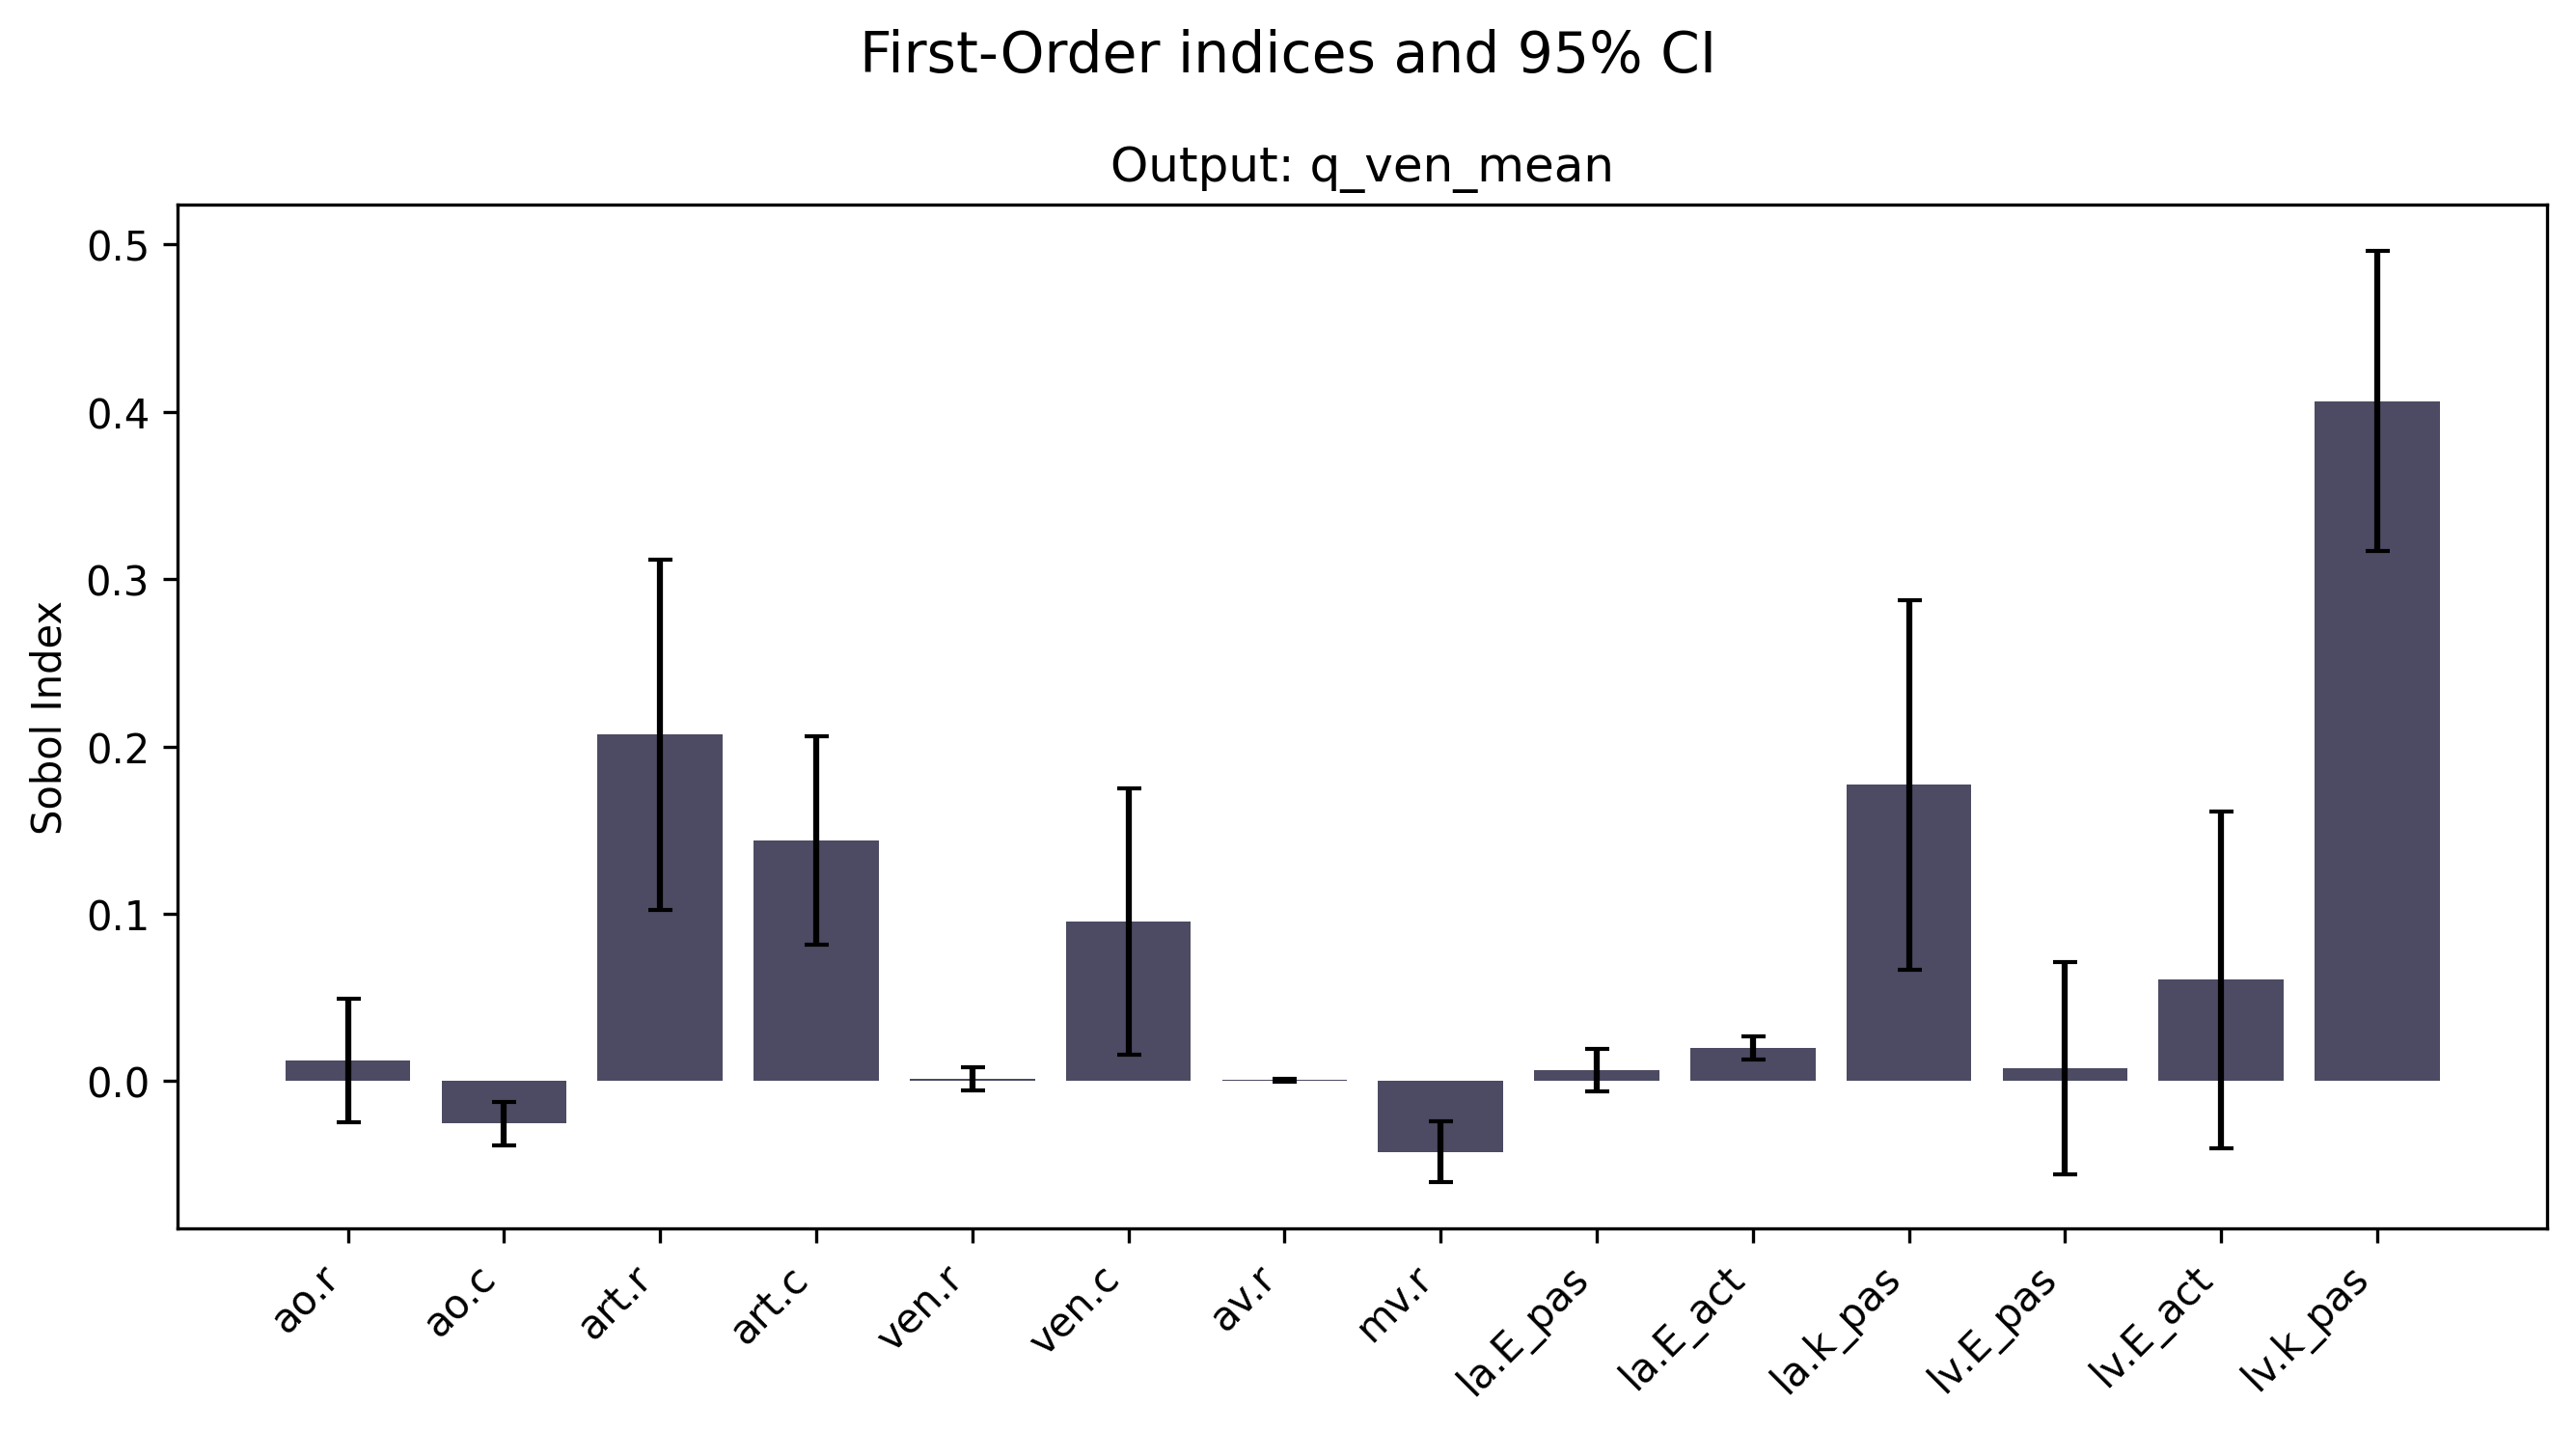 First-Order indices and 95% CI
Output: q_ven_mean
Sobol Index
0.5
0.4
0.3
0.2
0.1
0.0
ao.r
ao.c
art.r
art.c
ven.r
ven.c
av.r
mv.r
la.E_pas
la.E_act
la.k_pas
lv.E_pas
lv.E_act
lv.k_pas